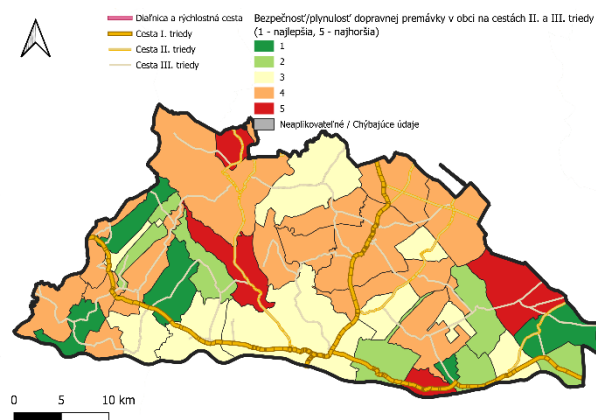 Diaľnica a rýchlostná cesta
Cesta I. triedy
Cesta II. triedy
Cesta III. triedy
Bezpečnosť/plynulosť dopravnej premávky v obci na cestách II. a III. triedy
(1 - najlepšia, 5 - najhoršia)
1
2
3
4
5
Neaplikovateľné / Chýbajúce údaje
0 5 10 km